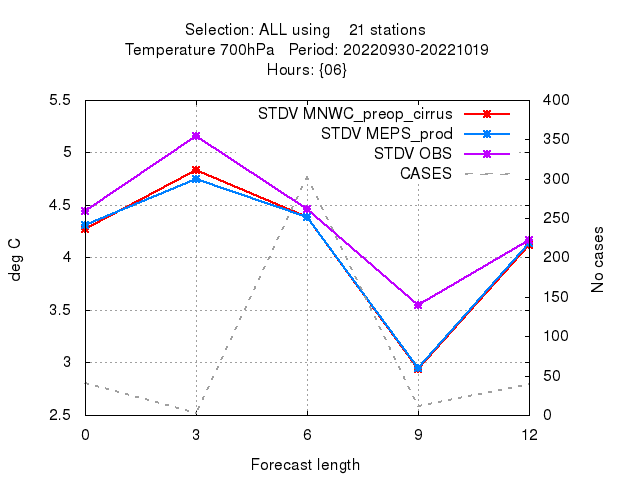 Selection: ALL using 21 stations
Temperature 700hPa Period: 20220930-20221019
Hours: {06}
5.5
5
4.5
4
3.5
3
2.5
400
350
300
250
200
150
100
50
0
STDV MNWC_preop_cirrus
STDV MEPS_prod
STDV OBS
CASES
deg C
No cases
0 3 6 9 12
Forecast length